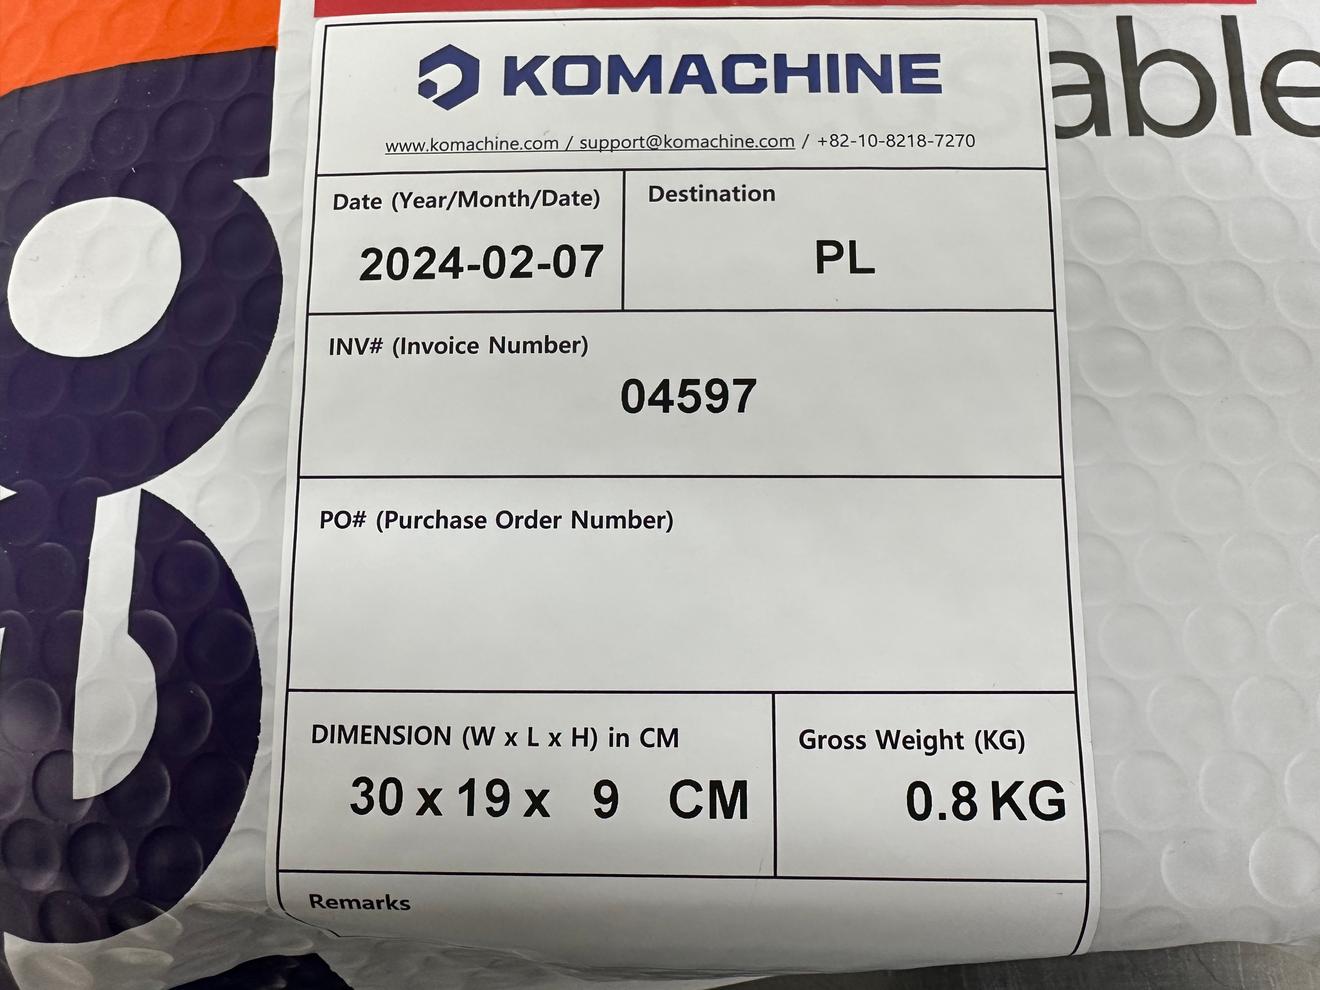 KOMACHINE
www.komachine.com / support@komachine.com / +82-10-8218-7270
Date (Year/Month/Date)
2024-02-07
Destination
PL
INV# (Invoice Number)
04597
PO# (Purchase Order Number)
DIMENSION (W x L x H) in CM
30 x 19 x 9 CM
Gross Weight (KG)
0.8 KG
Remarks
able